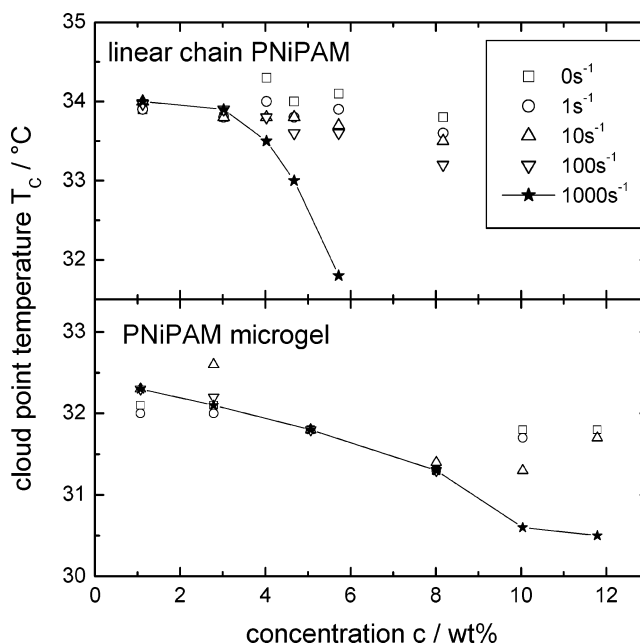 35
linear chain PNiPAM
34
33
32
0s⁻¹
1s⁻¹
10s⁻¹
100s⁻¹
1000s⁻¹
cloud point temperature T_C / °C
33
PNiPAM microgel
32
31
30
0 2 4 6 8 10 12
concentration c / wt%